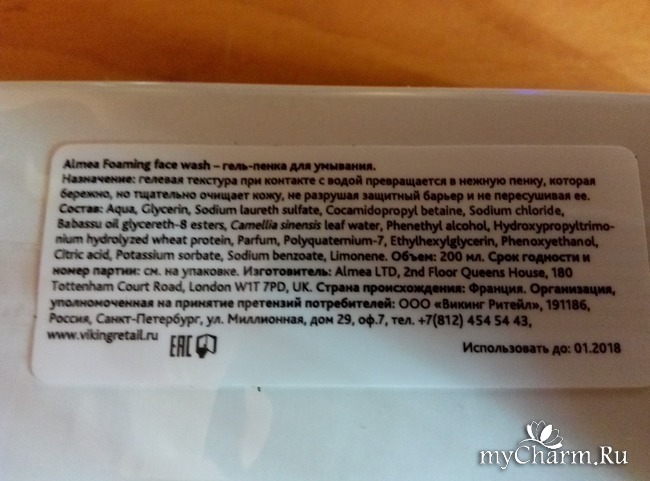 Almea Foaming face wash – гель-пенка для умывания.
Назначение: гелевая текстура при контакте с водой превращается в нежную пенку, которая
бережно, но тщательно очищает кожу, не разрушая защитный барьер и не пересушивая ее.
Состав: Aqua, Glycerin, Sodium laureth sulfate, Cocamidopropyl betaine, Sodium chloride,
Babassu oil glycereth-8 esters, Camellia sinensis leaf water, Phenethyl alcohol, Hydroxypropyltrimo-
nium hydrolyzed wheat protein, Parfum, Polyquaternium-7, Ethylhexylglycerin, Phenoxyethanol,
Citric acid, Potassium sorbate, Sodium benzoate, Limonene. Объем: 200 мл. Срок годности и
номер партии: см. на упаковке. Изготовитель: Almea LTD, 2nd Floor Queens House, 180
Tottenham Court Road, London W1T 7PD, UK. Страна происхождения: Франция. Организация,
уполномоченная на принятие претензий потребителей: ООО «Викинг Ритейл», 191186,
Россия, Санкт-Петербург, ул. Миллионная, дом 29, оф.7, тел. +7(812) 454 54 43,
www.vikingretail.ru
EAC
Использовать до: 01.2018
myCharm.Ru